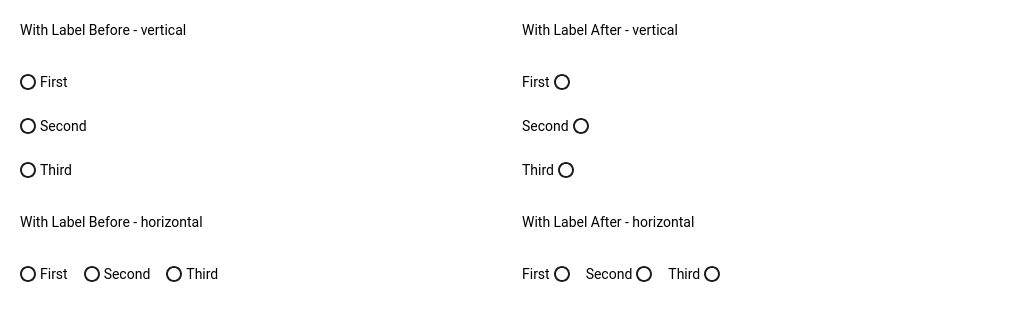 With Label Before - vertical
First
Second
Third
With Label Before - horizontal
First Second Third
With Label After - vertical
First
Second
Third
With Label After - horizontal
First Second Third